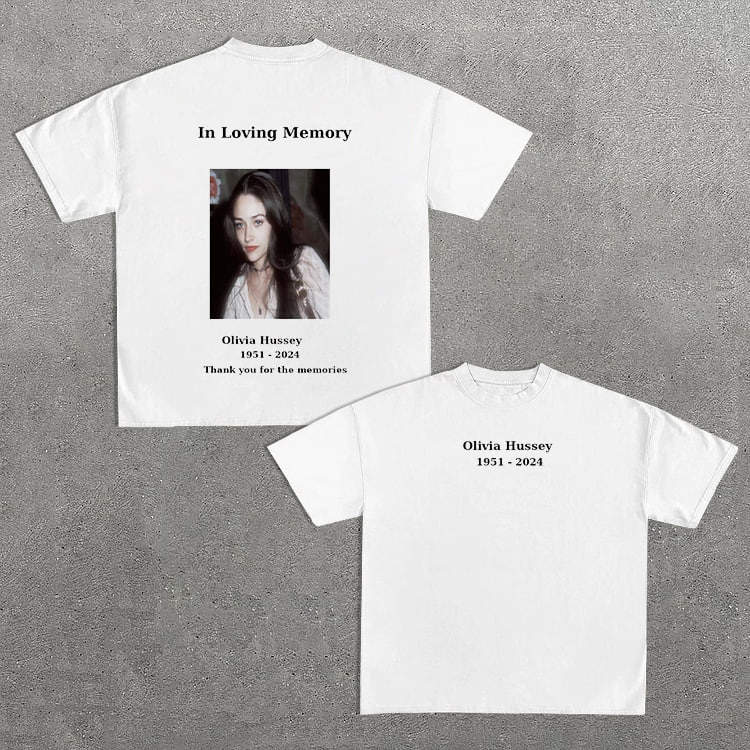 In Loving Memory
Olivia Hussey
1951 - 2024
Thank you for the memories
Olivia Hussey
1951 - 2024